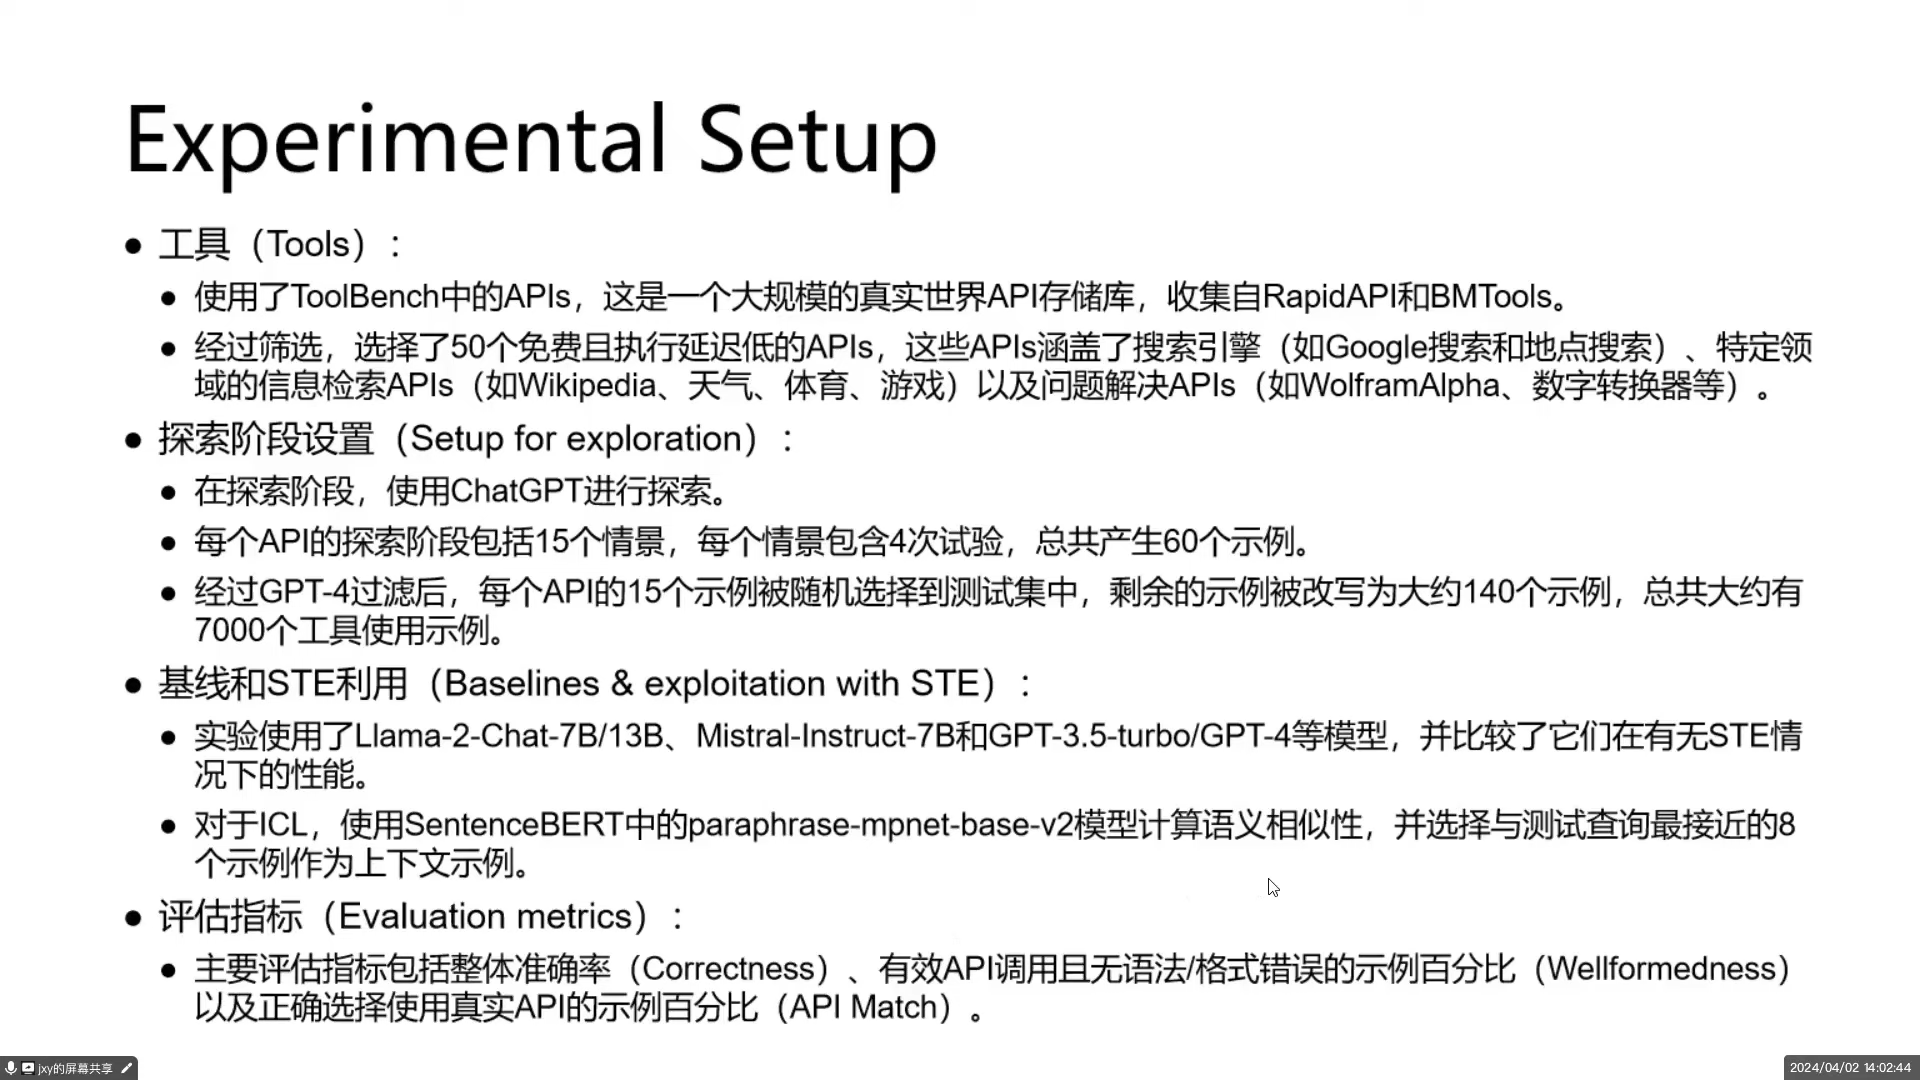 Experimental Setup
● 工具（Tools）：
● 使用了ToolBench中的APIs，这是一个大规模的真实世界API存储库，收集自RapidAPI和BMTools。
● 经过筛选，选择了50个免费且执行延迟低的APIs，这些APIs涵盖了搜索引擎（如Google搜索和地点搜索）、特定领
域的信息检索APIs（如Wikipedia、天气、体育、游戏）以及问题解决APIs（如WolframAlpha、数字转换器等）。
● 探索阶段设置（Setup for exploration）：
● 在探索阶段，使用ChatGPT进行探索。
● 每个API的探索阶段包括15个情景，每个情景包含4次试验，总共产生60个示例。
● 经过GPT-4过滤后，每个API的15个示例被随机选择到测试集中，剩余的示例被改写为大约140个示例，总共大约有
7000个工具使用示例。
● 基线和STE利用（Baselines & exploitation with STE）：
● 实验使用了Llama-2-Chat-7B/13B、Mistral-Instruct-7B和GPT-3.5-turbo/GPT-4等模型，并比较了它们在有无STE情
况下的性能。
● 对于ICL，使用SentenceBERT中的paraphrase-mpnet-base-v2模型计算语义相似性，并选择与测试查询最接近的8
个示例作为上下文示例。
● 评估指标（Evaluation metrics）：
● 主要评估指标包括整体准确率（Correctness）、有效API调用且无语法/格式错误的示例百分比（Wellformedness）
以及正确选择使用真实API的示例百分比（API Match）。
jxy的屏幕共享
2024/04/02 14:02:44